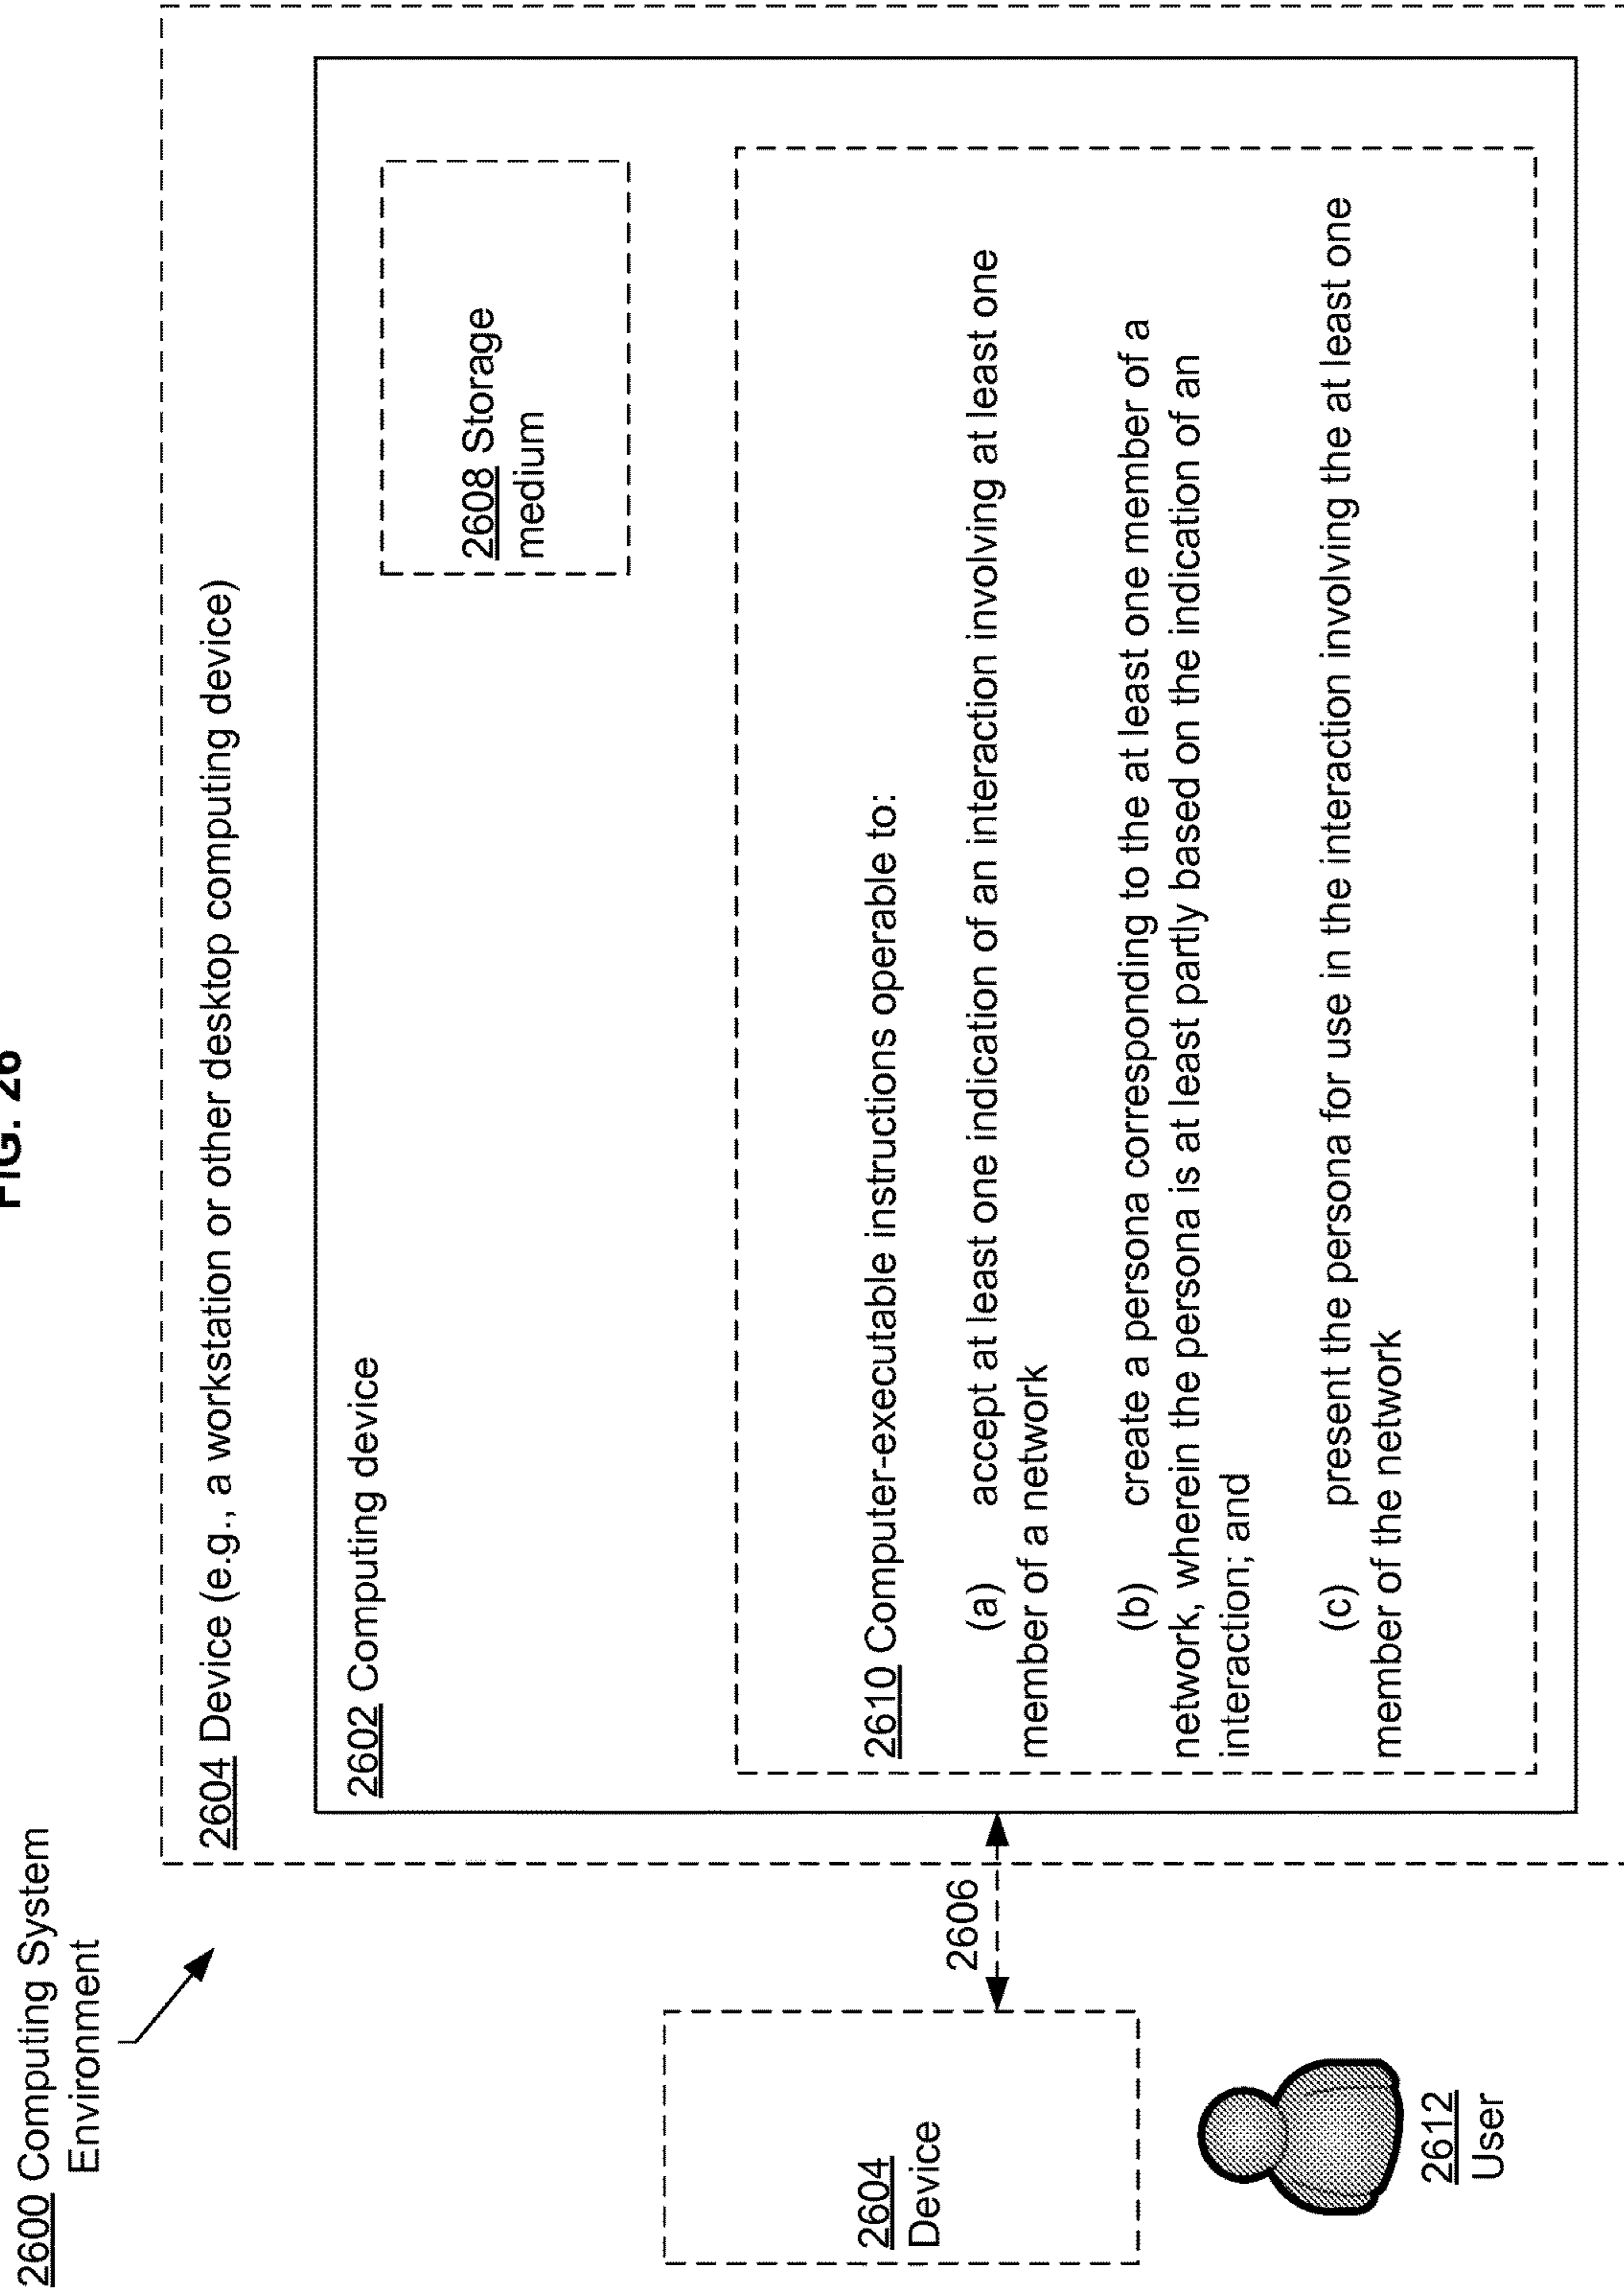 FIG. 26
2600 Computing System
Environment
2604 Device (e.g., a workstation or other desktop computing device)
2602 Computing device
2608 Storage
medium
2610 Computer-executable instructions operable to:
(a) accept at least one indication of an interaction involving at least one
member of a network
(b) create a persona corresponding to the at least one member of a
network, wherein the persona is at least partly based on the indication of an
interaction; and
(c) present the persona for use in the interaction involving the at least one
member of the network
2606
2604
Device
2612
User